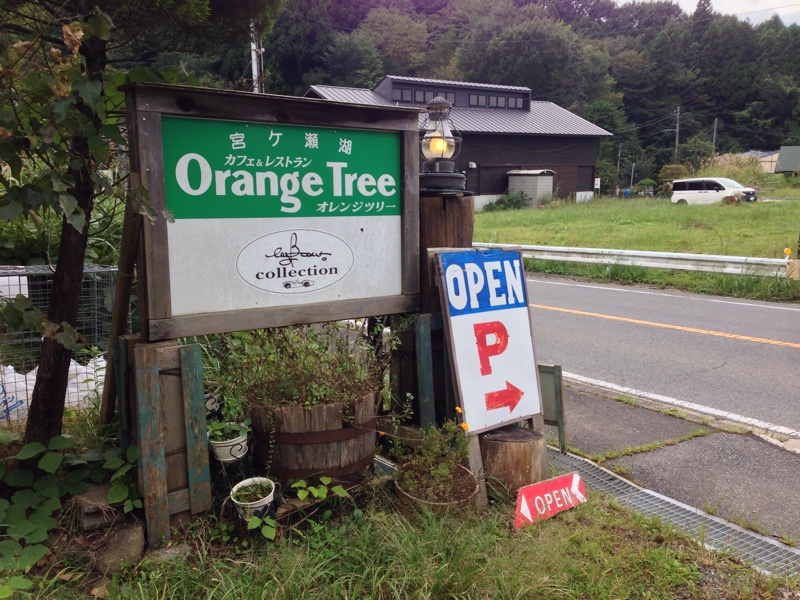 宮ケ瀬湖
カフェ&レストラン
Orange Tree
オレンジツリー
collection
OPEN
P
OPEN